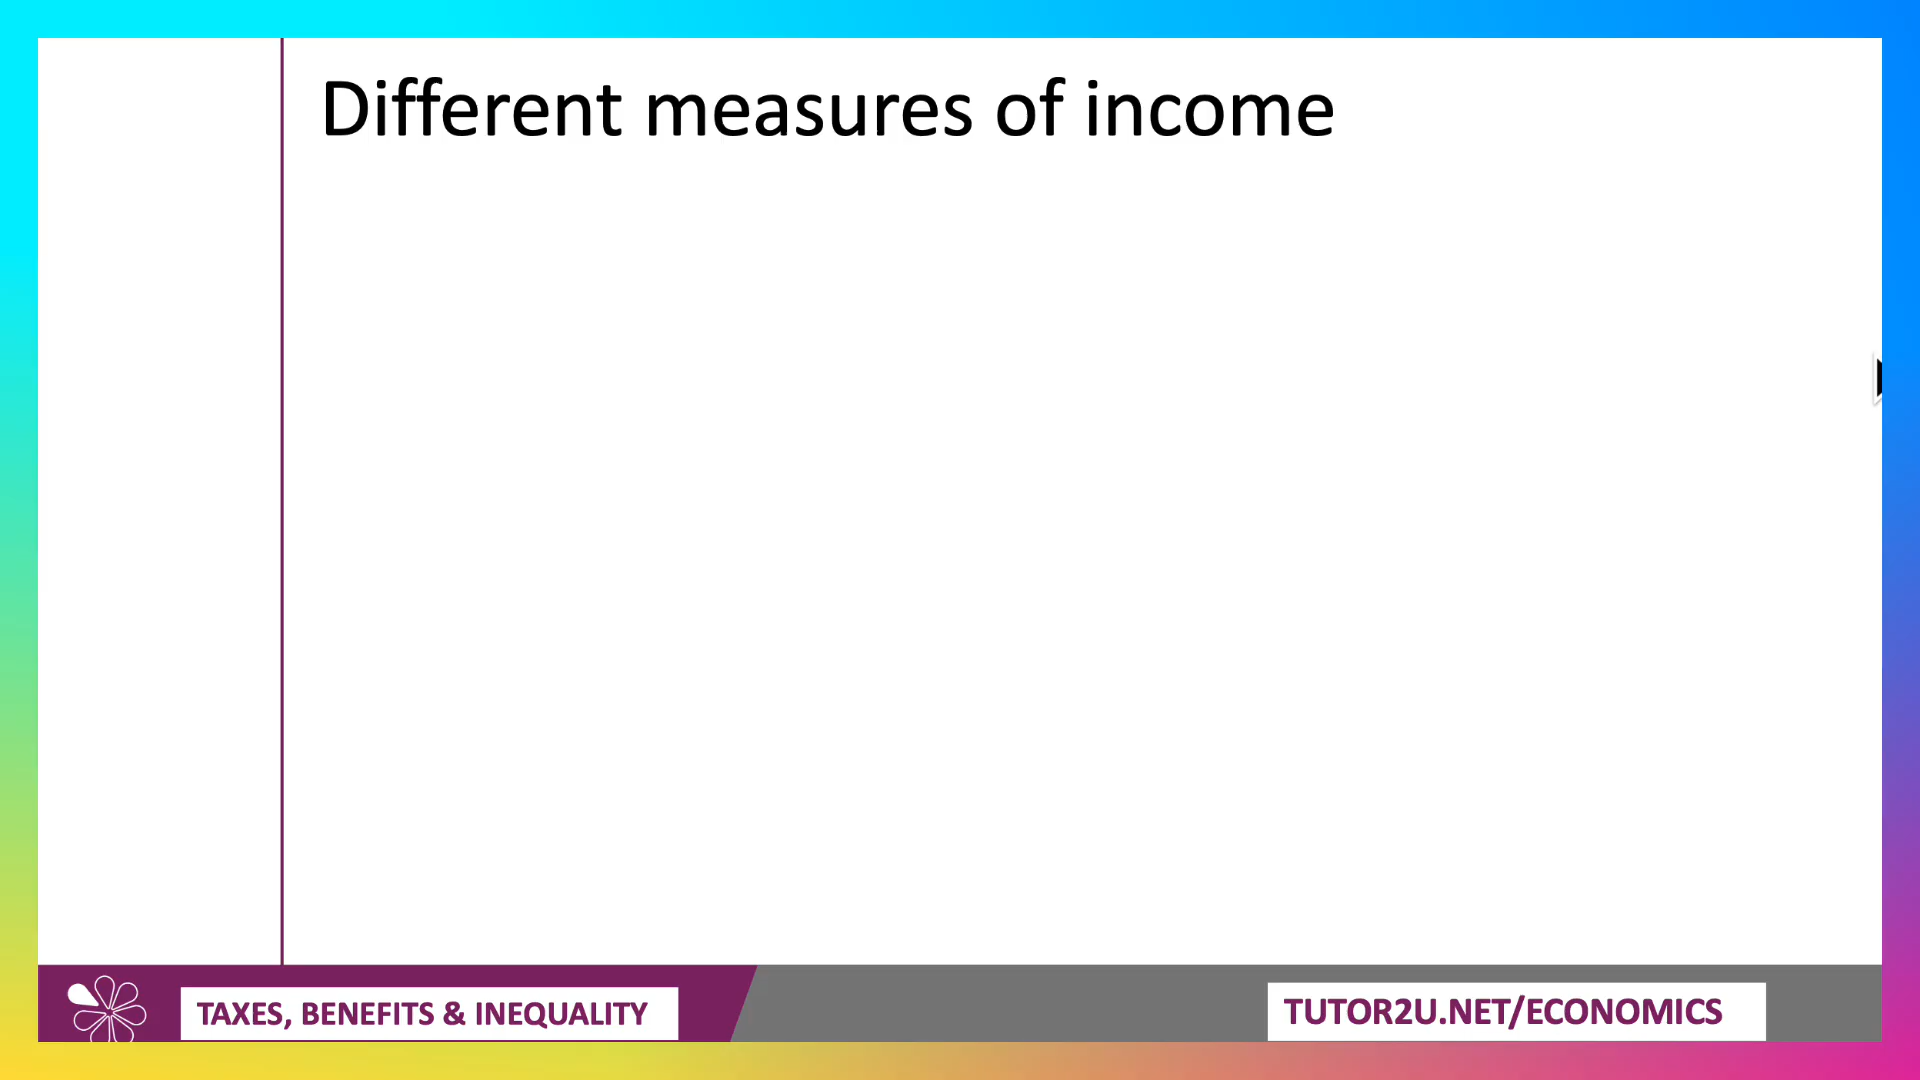 Different measures of income
TAXES, BENEFITS & INEQUALITY
TUTOR2U.NET/ECONOMICS